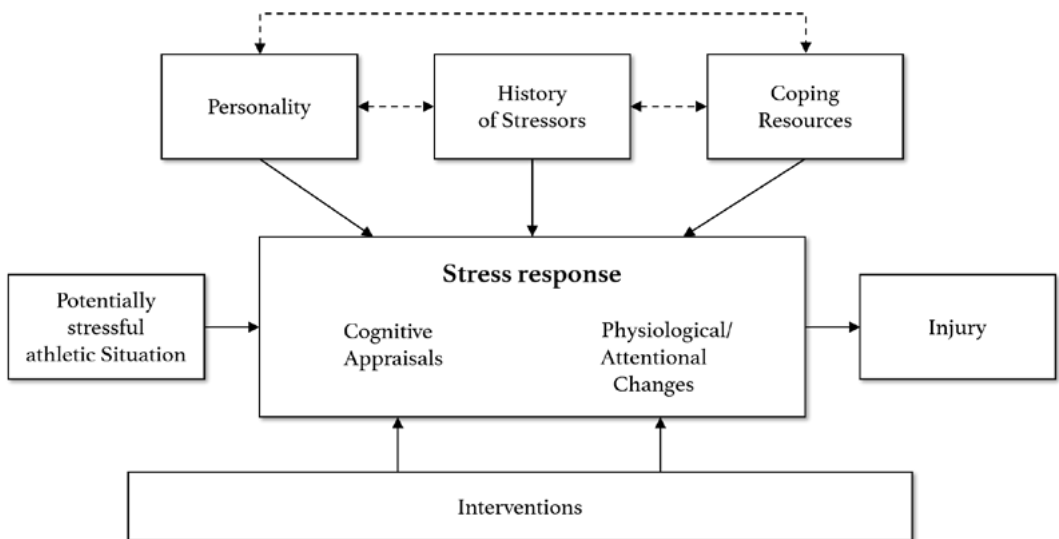 Personality
History
of Stressors
Coping
Resources
Stress response
Potentially
stressful
athletic Situation
Cognitive
Appraisals
Physiological/
Attentional
Changes
Injury
Interventions